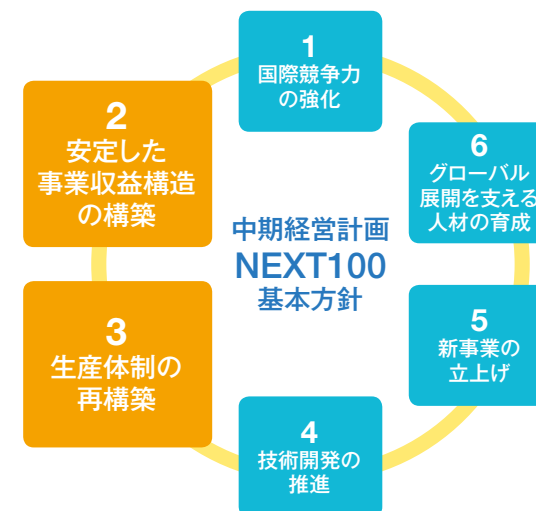 1
国際競争力
の強化
2
安定した
事業収益構造
の構築
3
生産体制の
再構築
4
技術開発の
推進
5
新事業の
立上げ
6
グローバル
展開を支える
人材の育成
中期経営計画
NEXT100
基本方針